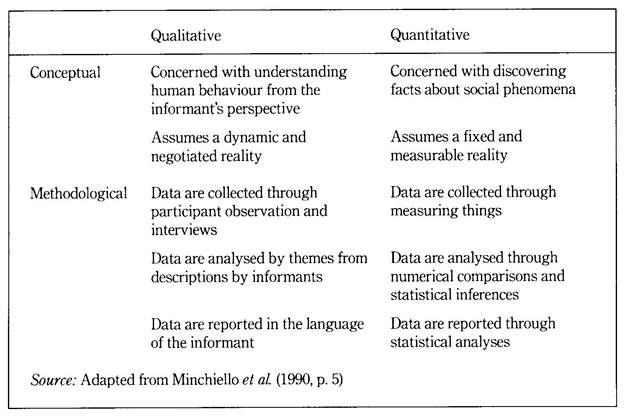 Qualitative Quantitative
Conceptual Concerned with understanding Concerned with discovering
human behaviour from the facts about social phenomena
informant's perspective
Assumes a dynamic and Assumes a fixed and
negotiated reality measurable reality
Methodological Data are collected through Data are collected through
participant observation and measuring things
interviews
Data are analysed by themes from Data are analysed through
descriptions by informants numerical comparisons and
statistical inferences
Data are reported in the language Data are reported through
of the informant statistical analyses
Source: Adapted from Minchiello et al. (1990, p. 5)